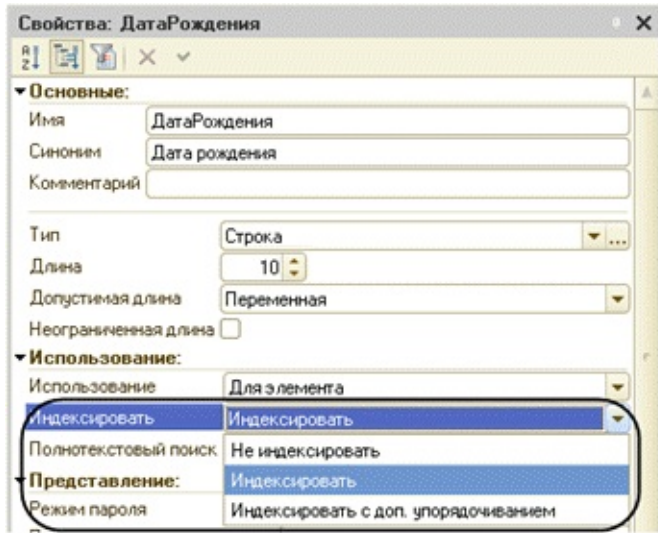 Свойства: ДатаРождения
Основные:
Имя ДатаРождения
Синоним Дата рождения
Комментарий
Тип Строка ...
Длина 10
Допустимая длина Переменная
Неограниченная длина
Использование:
Использование Для элемента
Индексировать Индексировать
Полнотекстовый поиск Не индексировать
Представление: Индексировать
Режим пароля Индексировать с доп. упорядочиванием